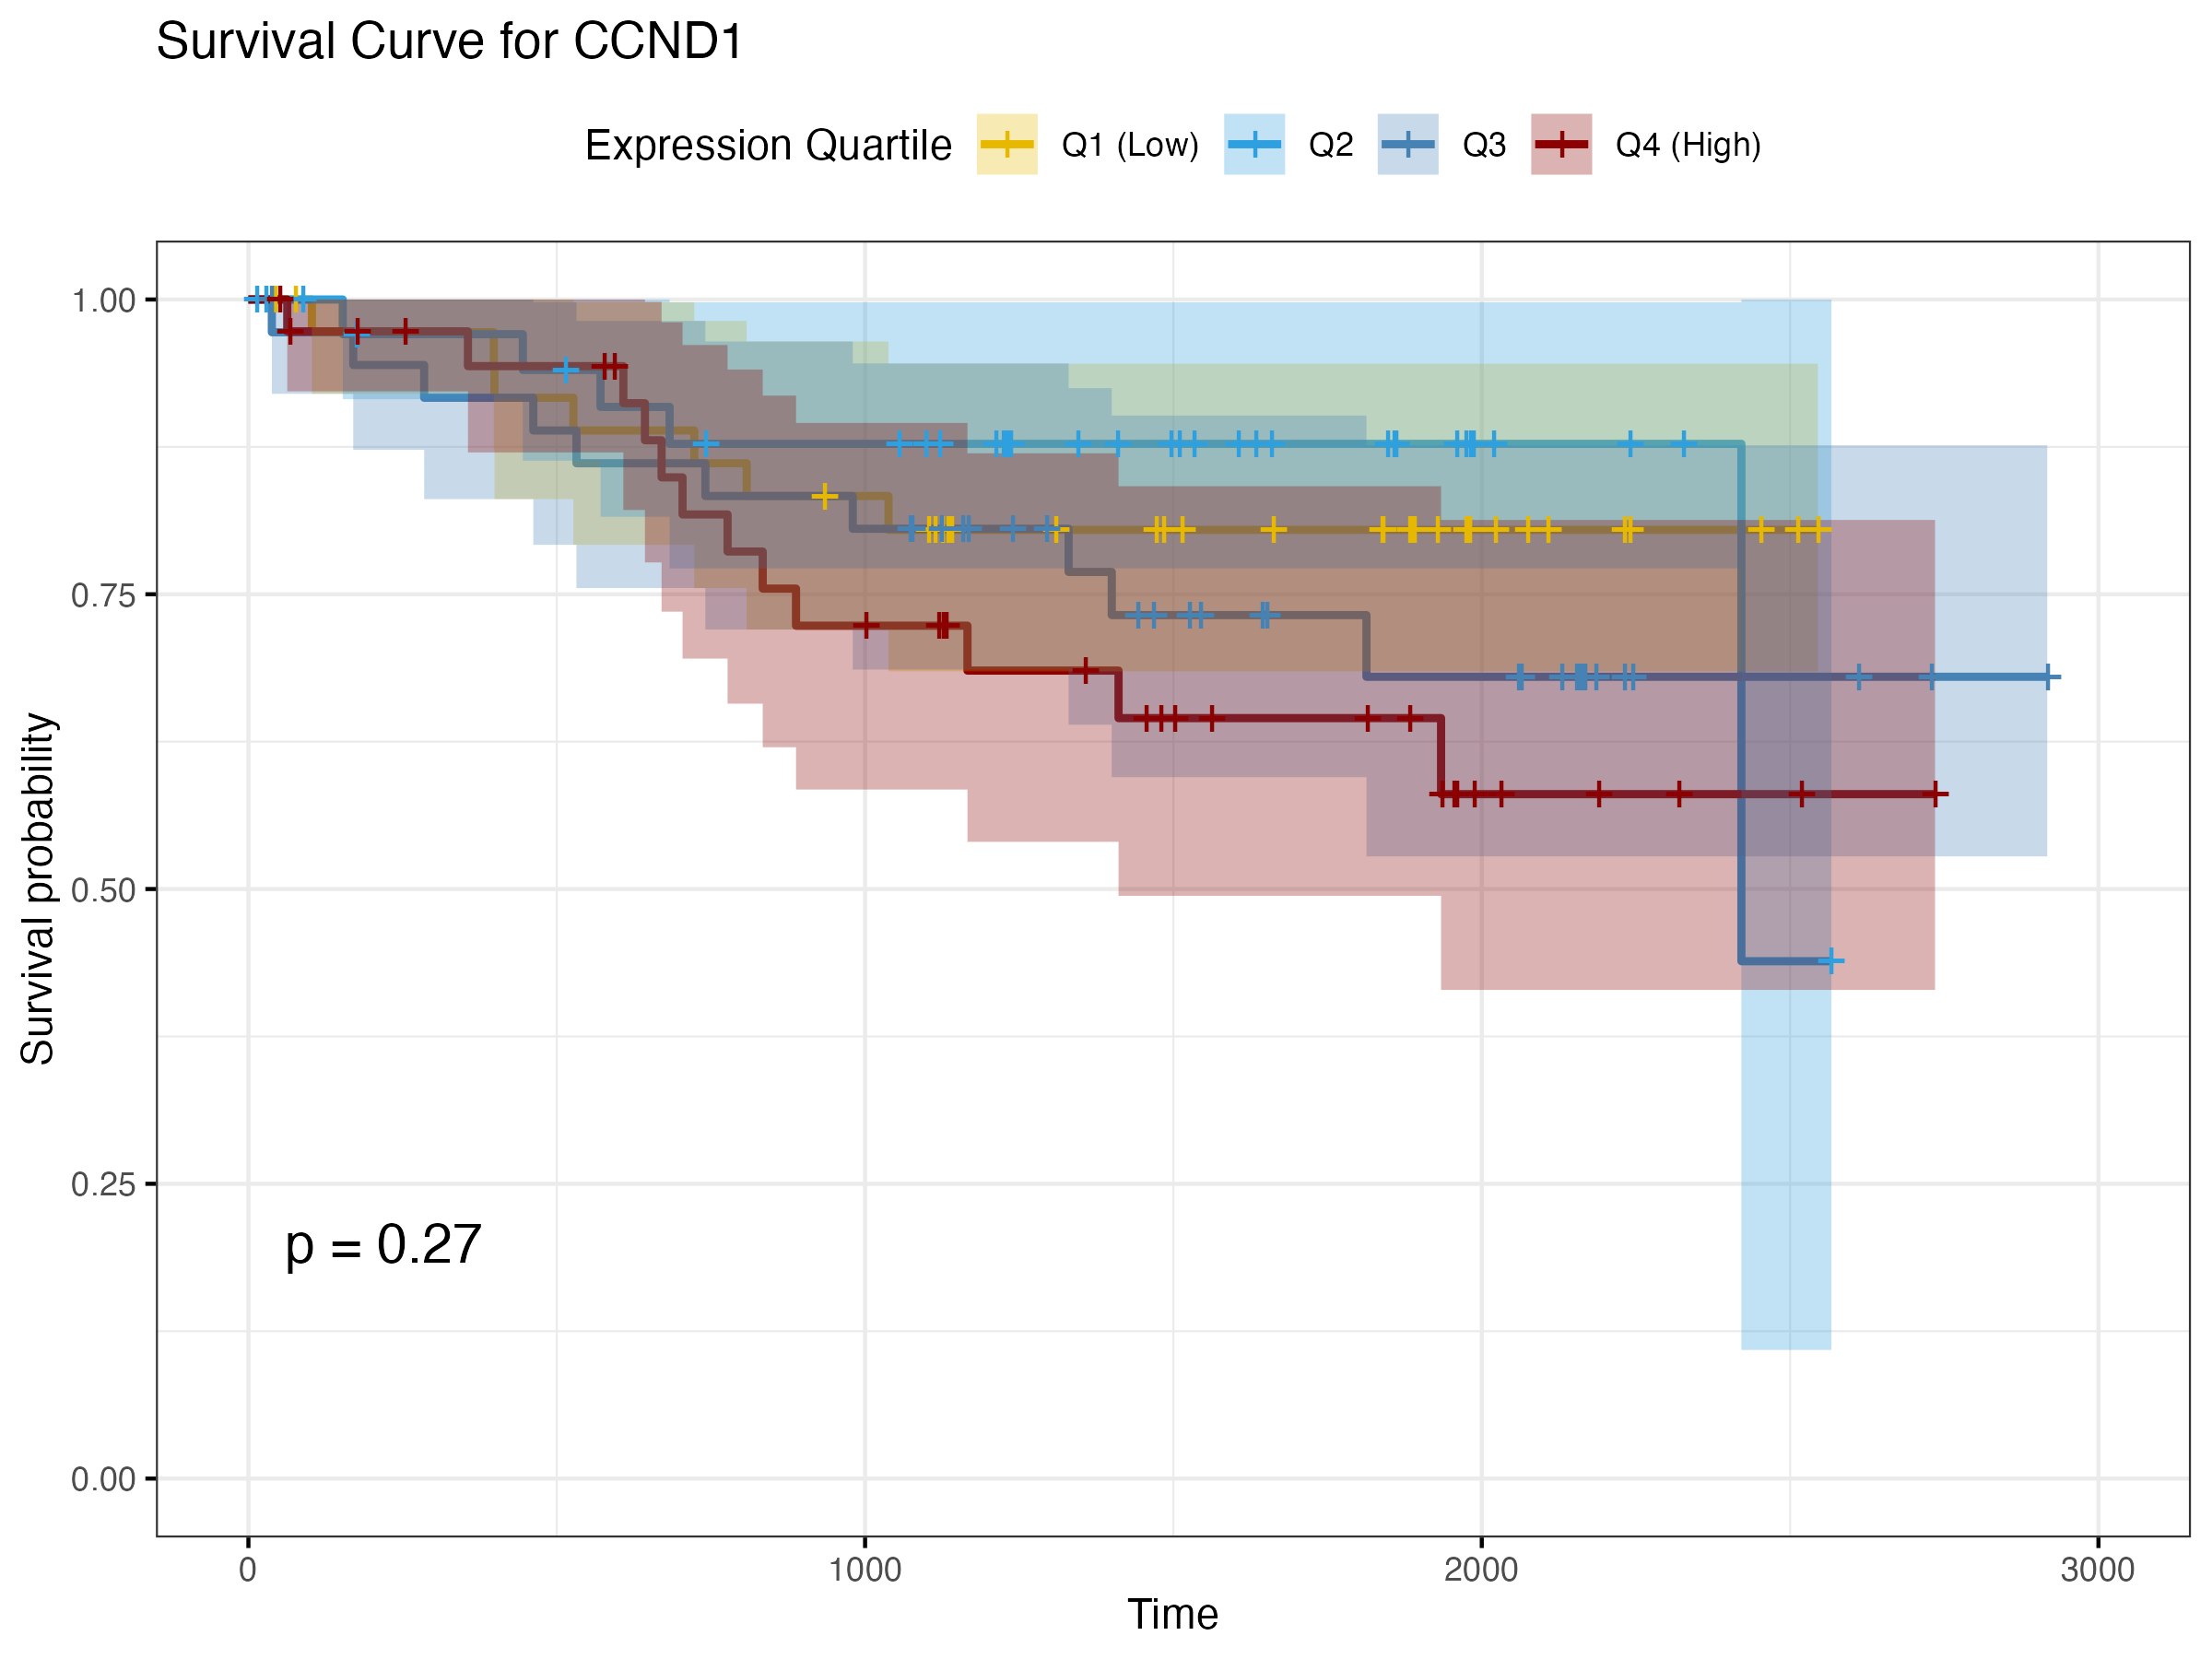 Survival Curve for CCND1
Expression Quartile Q1 (Low) Q2 Q3 Q4 (High)
Survival probability
1.00
0.75
0.50
0.25
0.00
p = 0.27
0 1000 2000 3000
Time